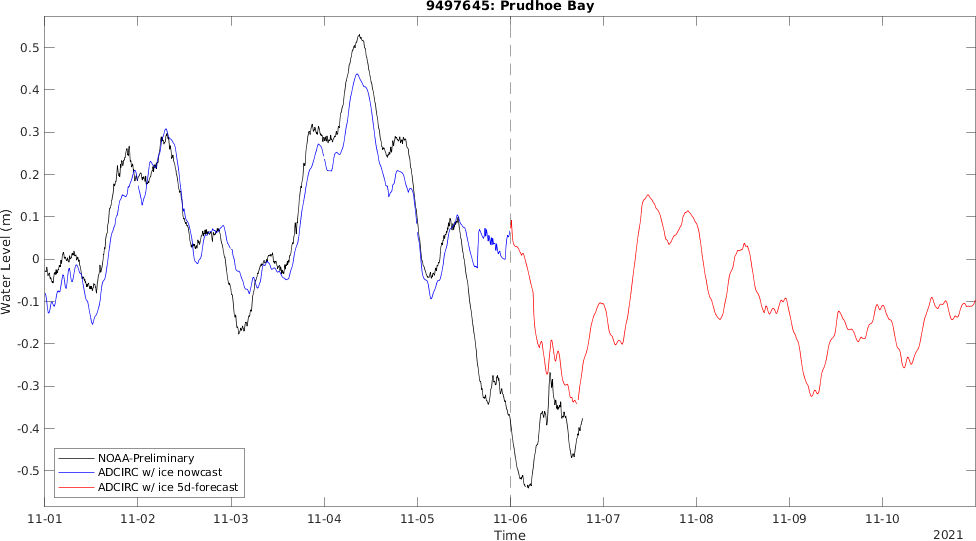 9497645: Prudhoe Bay
Water Level (m)
0.5
0.4
0.3
0.2
0.1
0
-0.1
-0.2
-0.3
-0.4
-0.5
NOAA-Preliminary
ADCIRC w/ ice nowcast
ADCIRC w/ ice 5d-forecast
11-01 11-02 11-03 11-04 11-05 11-06 11-07 11-08 11-09 11-10
Time
2021